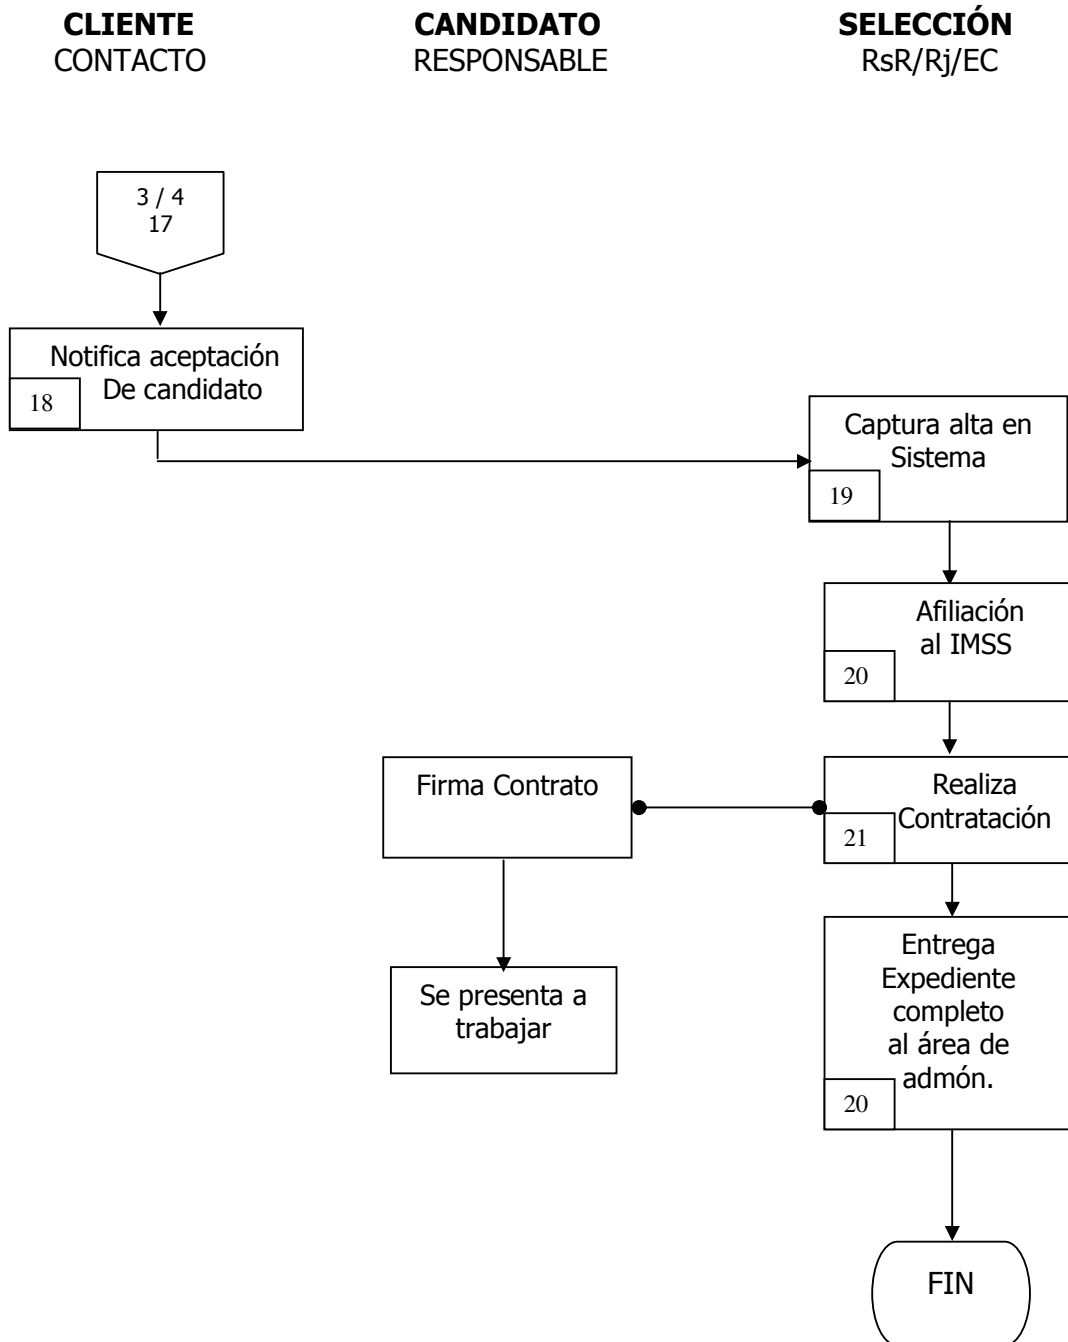 CLIENTE
CONTACTO
CANDIDATO
RESPONSABLE
SELECCIÓN
RsR/Rj/EC
3 / 4
17
Notifica aceptación
De candidato
18
Captura alta en
Sistema
19
Afiliación
al IMSS
20
Firma Contrato
Realiza
Contratación
21
Se presenta a
trabajar
Entrega
Expediente
completo
al área de
admón.
20
FIN